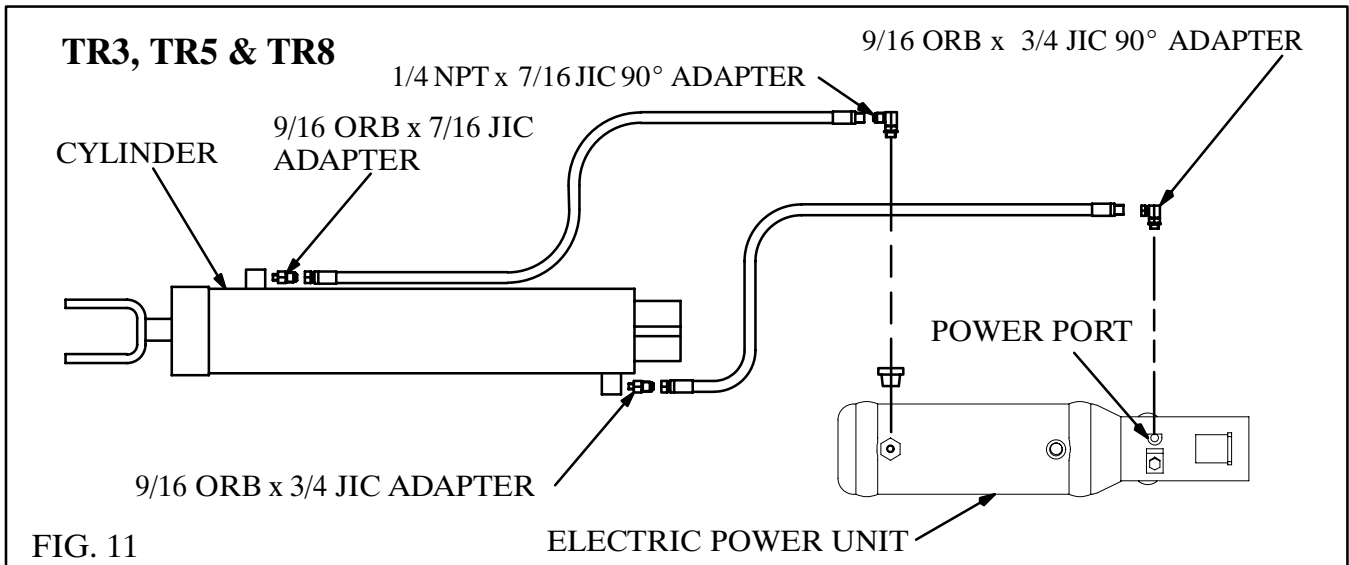 TR3, TR5 & TR8
9/16 ORB x 3/4 JIC 90° ADAPTER
1/4 NPT x 7/16 JIC 90° ADAPTER
9/16 ORB x 7/16 JIC
ADAPTER
CYLINDER
POWER PORT
9/16 ORB x 3/4 JIC ADAPTER
ELECTRIC POWER UNIT
FIG. 11